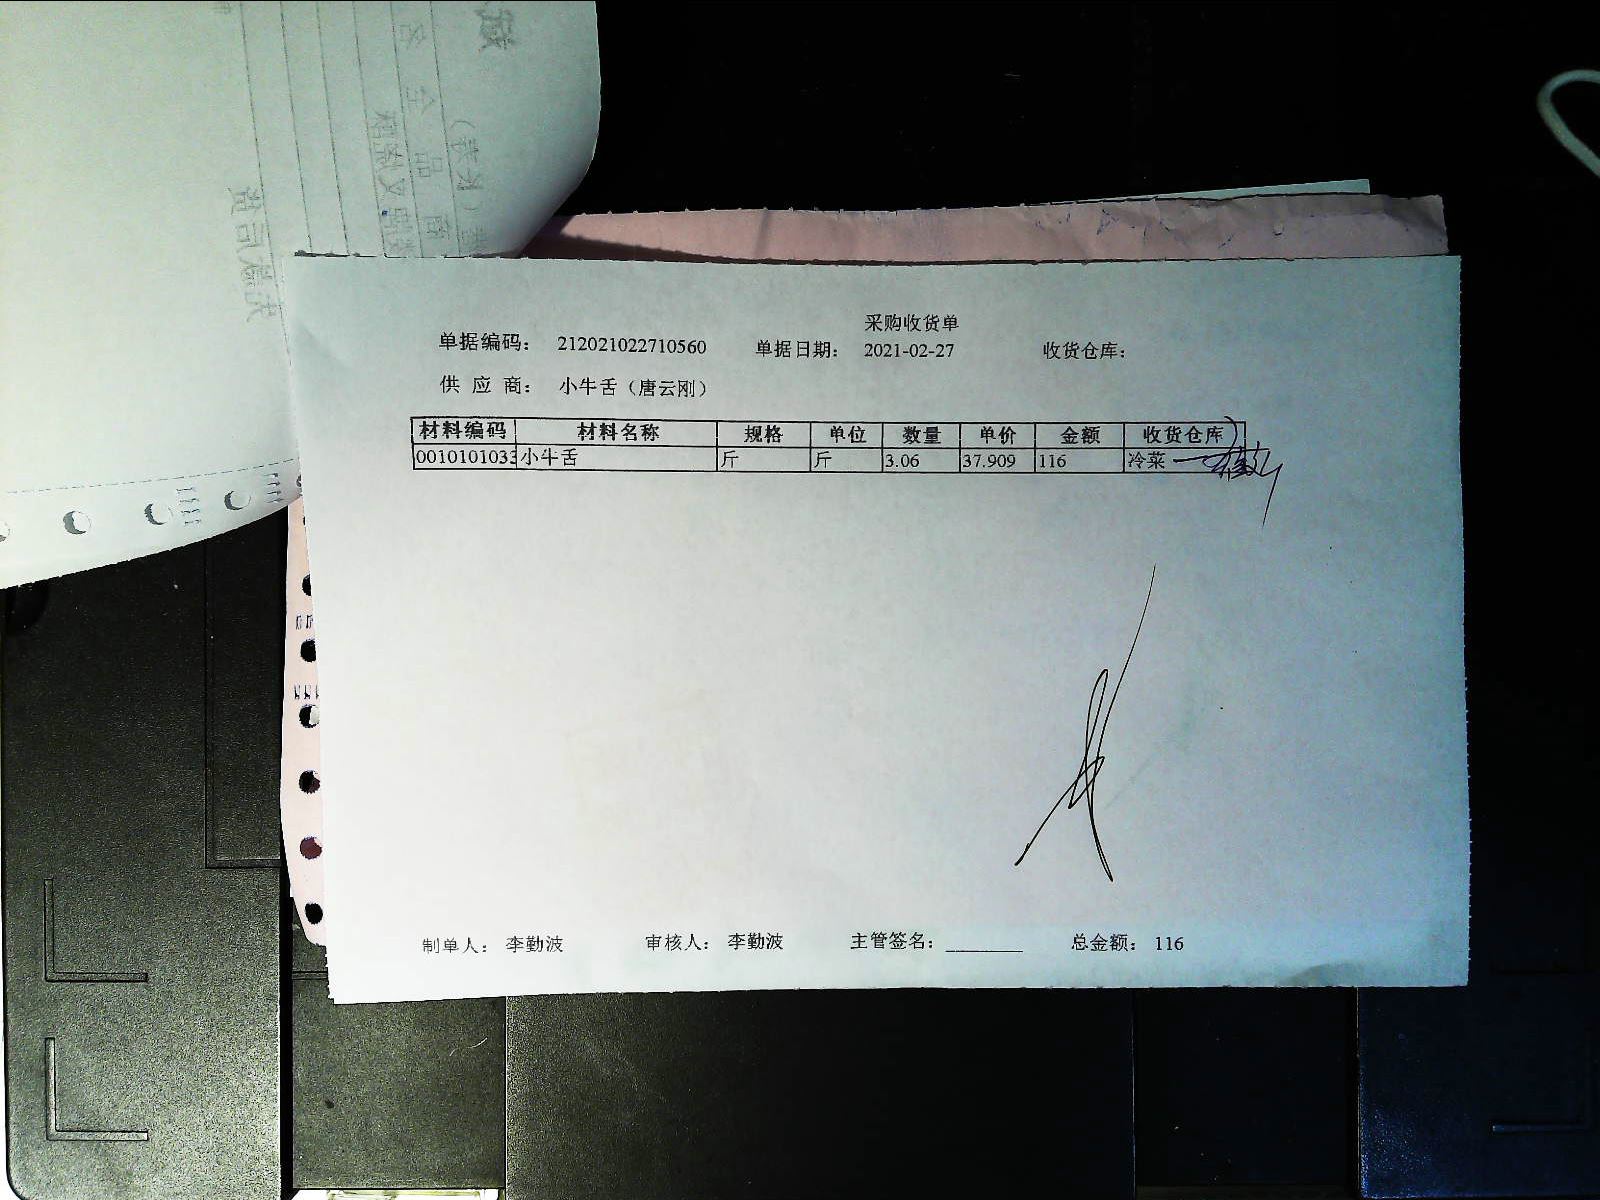 采购收货单
单据编码： 212021022710560 单据日期： 2021-02-27 收货仓库：
供 应 商： 小牛舌（唐云刚）
材料编码 材料名称 规格 单位 数量 单价 金额 收货仓库
0010101033 小牛舌 斤 斤 3.06 37.909 116 冷菜
制单人： 李勤波 审核人： 李勤波 主管签名： ________ 总金额： 116